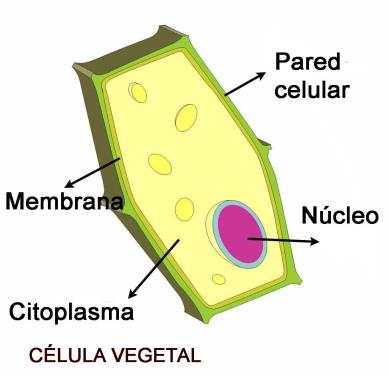 Pared
celular
Membrana
Núcleo
Citoplasma
CÉLULA VEGETAL